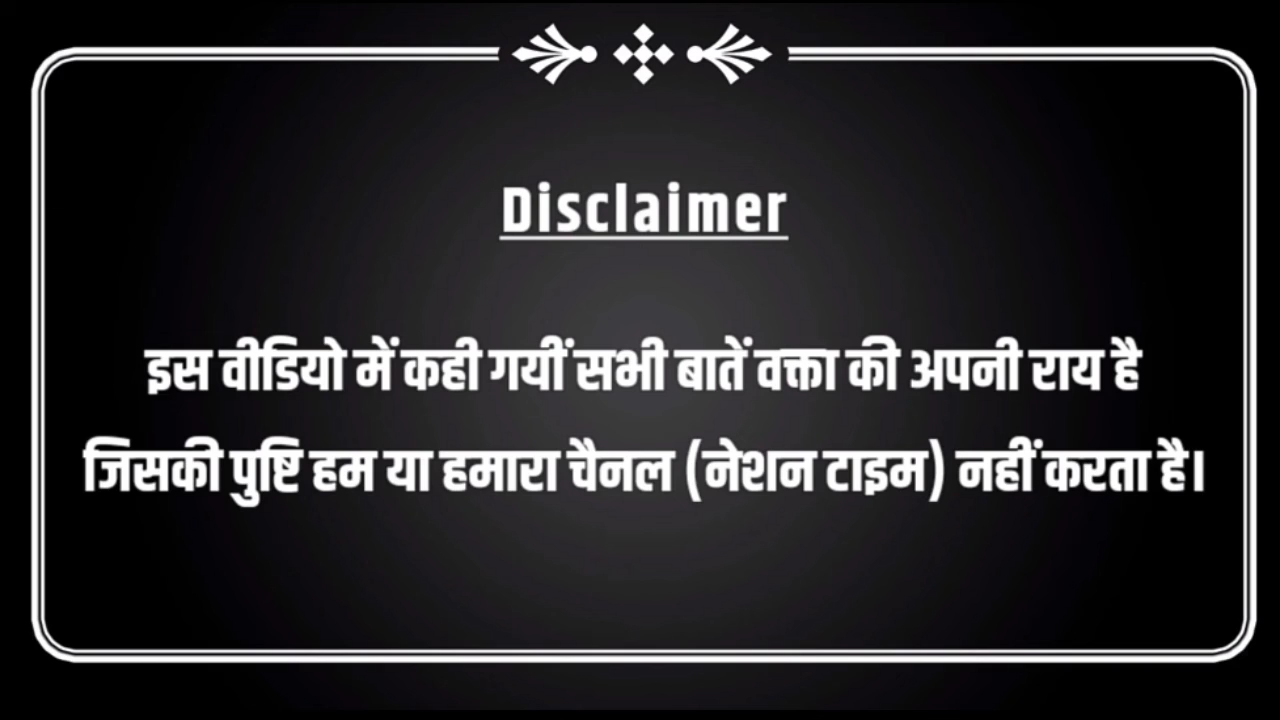 Disclaimer
इस वीडियो में कही गयीं सभी बातें वक्ता की अपनी राय है
जिसकी पुष्टि हम या हमारा चैनल (नेशन टाइम) नहीं करता है।